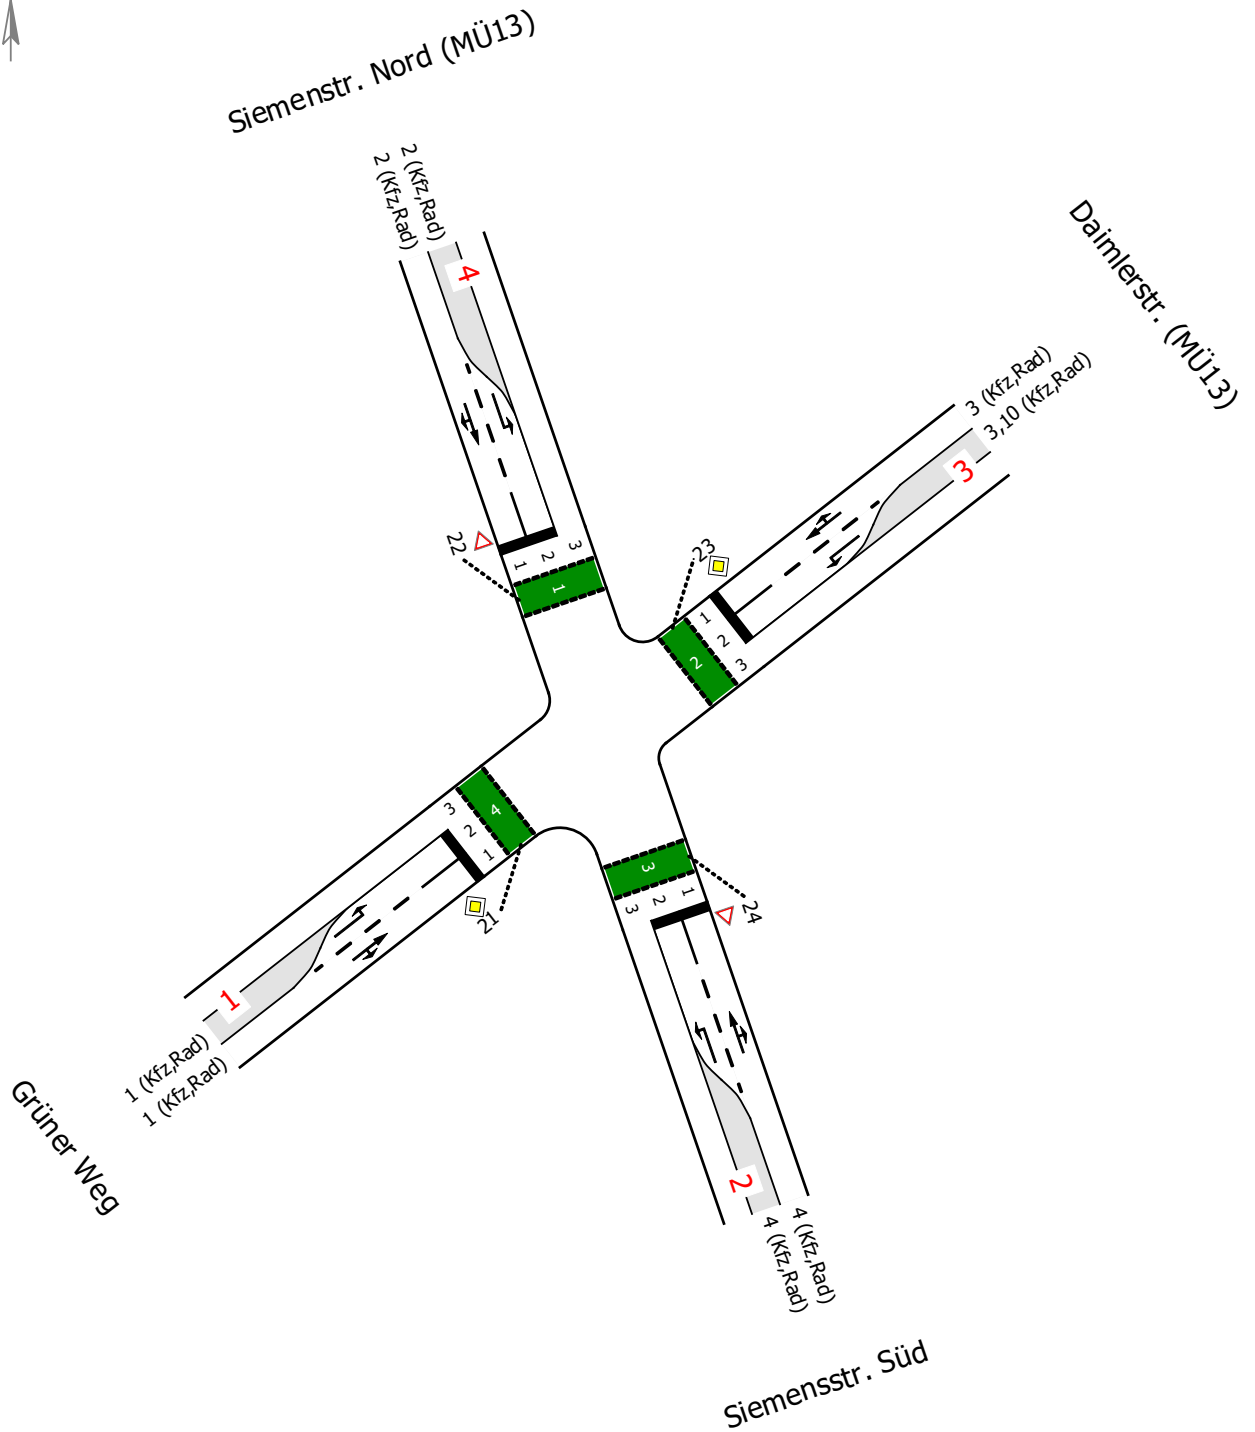 Siemenstr. Nord (MÜ13)
2 (Kfz,Rad)
2 (Kfz,Rad)
4
Daimlerstr. (MÜ13)
3 (Kfz,Rad)
3,10 (Kfz,Rad)
3
22
1
2
3
1
23
1
2
3
2
3
2
1
4
21
3
3
2
1
24
1
1 (Kfz,Rad)
1 (Kfz,Rad)
Grüner Weg
2
4 (Kfz,Rad)
4 (Kfz,Rad)
Siemensstr. Süd